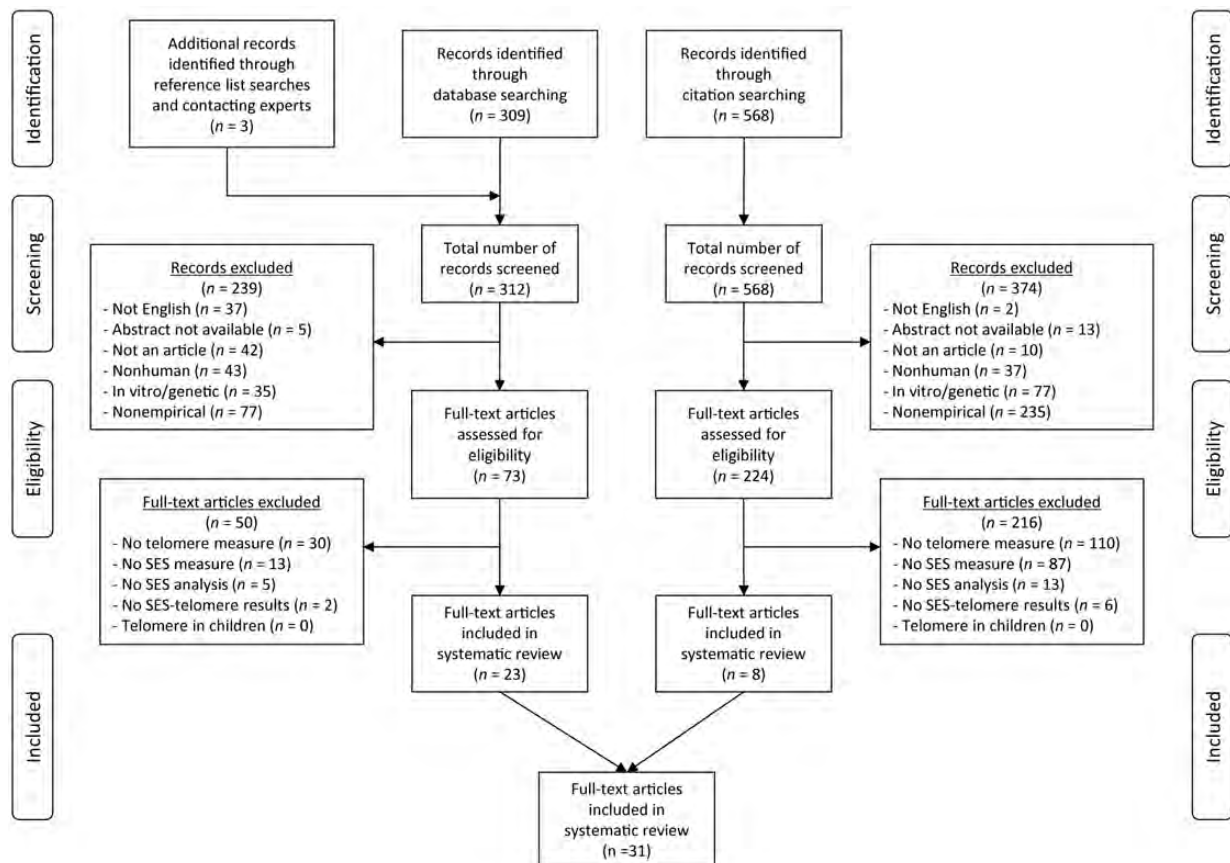 Identification
Additional records
identified through
reference list searches
and contacting experts
(n = 3)
Records identified
through
database searching
(n = 309)
Records identified
through
citation searching
(n = 568)
Identification
Screening
Total number of
records screened
(n = 312)
Total number of
records screened
(n = 568)
Screening
Records excluded
(n = 239)
- Not English (n = 37)
- Abstract not available (n = 5)
- Not an article (n = 42)
- Nonhuman (n = 43)
- In vitro/genetic (n = 35)
- Nonempirical (n = 77)
Records excluded
(n = 374)
- Not English (n = 2)
- Abstract not available (n = 13)
- Not an article (n = 10)
- Nonhuman (n = 37)
- In vitro/genetic (n = 77)
- Nonempirical (n = 235)
Eligibility
Full-text articles
assessed for
eligibility
(n = 73)
Full-text articles
assessed for
eligibility
(n = 224)
Eligibility
Full-text articles excluded
(n = 50)
- No telomere measure (n = 30)
- No SES measure (n = 13)
- No SES analysis (n = 5)
- No SES-telomere results (n = 2)
- Telomere in children (n = 0)
Full-text articles excluded
(n = 216)
- No telomere measure (n = 110)
- No SES measure (n = 87)
- No SES analysis (n = 13)
- No SES-telomere results (n = 6)
- Telomere in children (n = 0)
Included
Full-text articles
included in
systematic review
(n = 23)
Full-text articles
included in
systematic review
(n = 8)
Included
Full-text articles
included in
systematic review
(n =31)